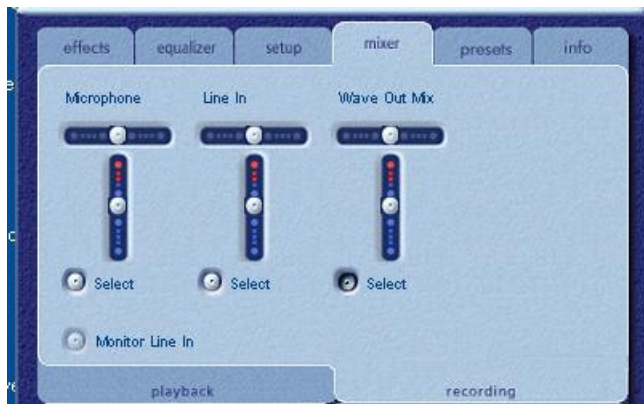 effects equalizer setup mixer presets info
Microphone Line In Wave Out Mix
Select Select Select
Monitor Line In
playback recording